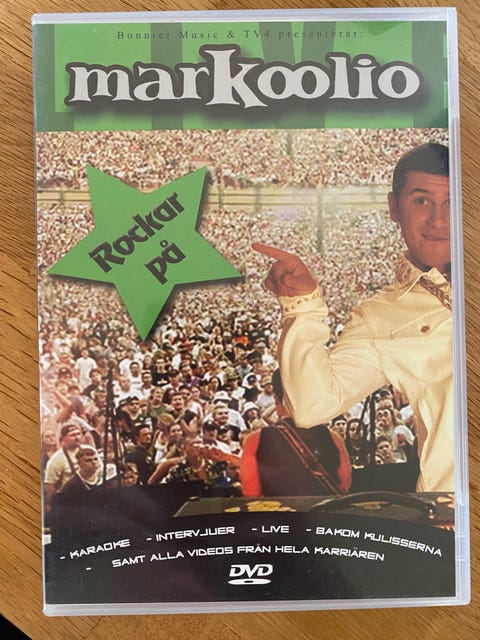 Bonnier Music & TV4 presenterar:
markoolio
Rockar
på
- KARAOKE - INTERVJUER - LIVE - BAKOM KULISSERNA
- SAMT ALLA VIDEOS FRÅN HELA KARRIÄREN
DVD